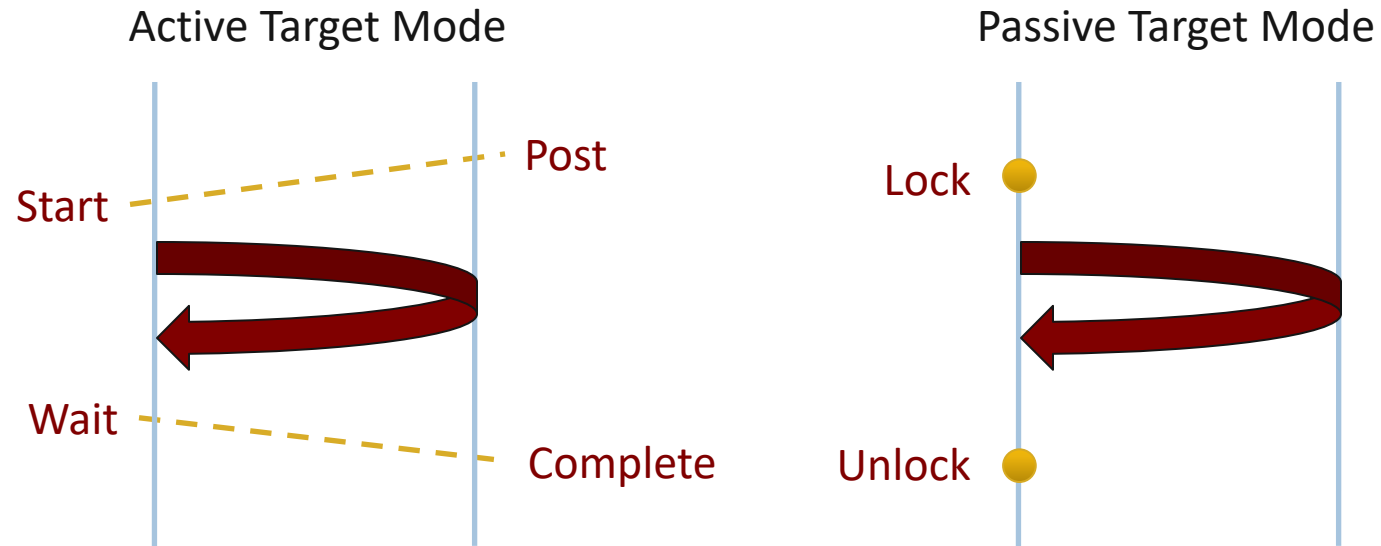 Active Target Mode
Passive Target Mode
Post
Start
Lock
Wait
Complete
Unlock